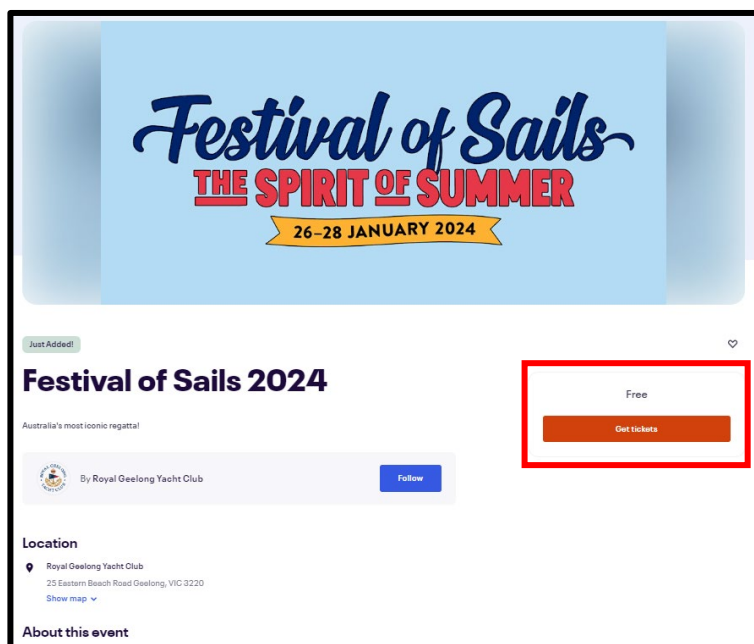 Festival of Sails
THE SPIRIT OF SUMMER
26–28 JANUARY 2024
Just Added!
Festival of Sails 2024
Free
Get tickets
Australia's most iconic regatta!
By Royal Geelong Yacht Club
Follow
Location
Royal Geelong Yacht Club
25 Eastern Beach Road Geelong, VIC 3220
Show map
About this event